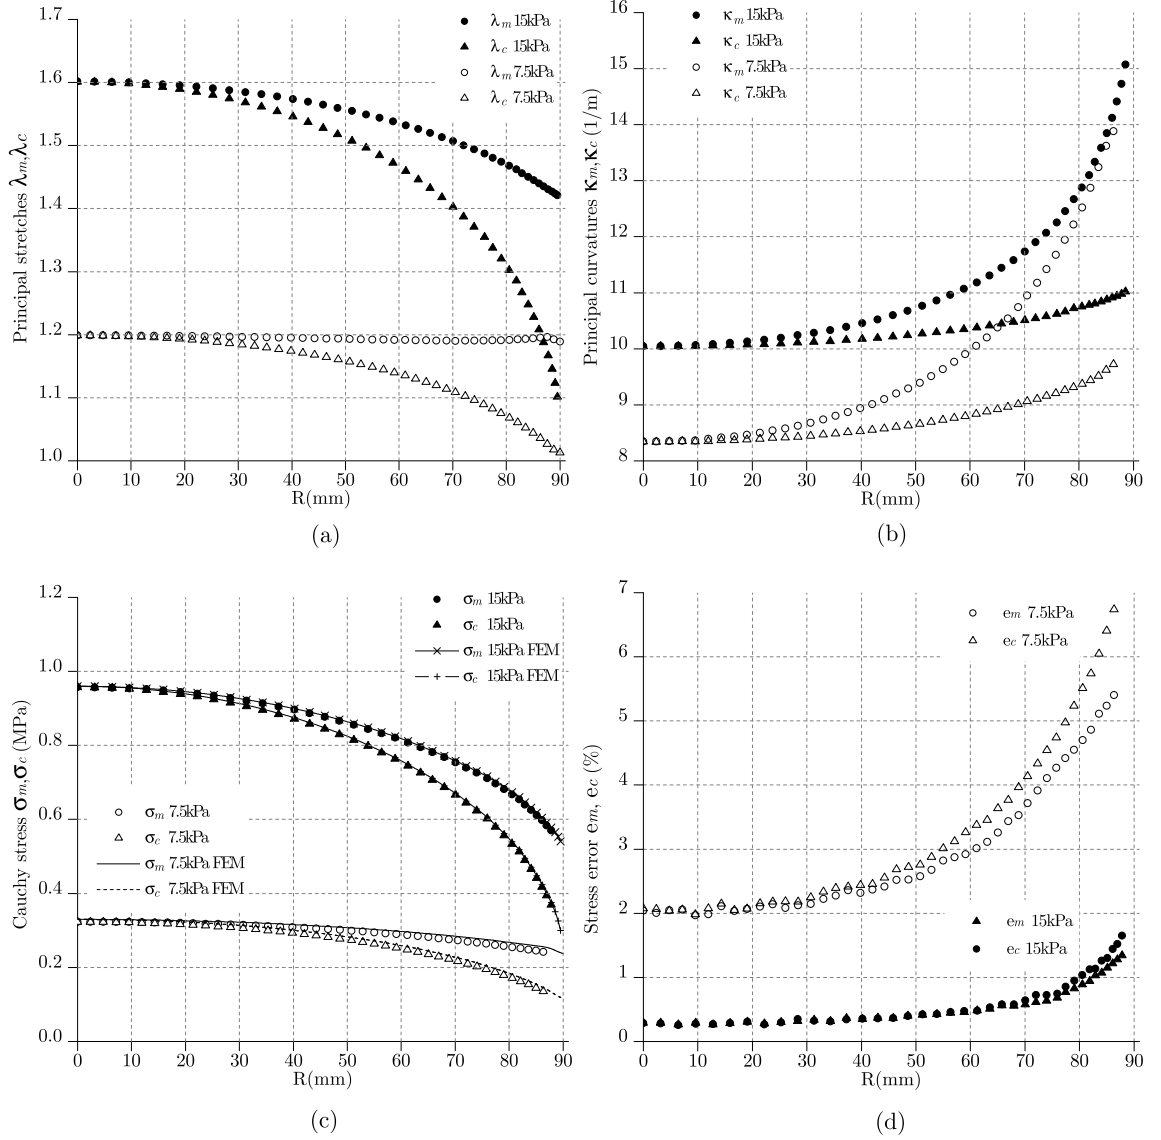 1.7
1.6
1.5
1.4
1.3
1.2
1.1
1.0
Principal stretches λm,λc
λm 15kPa
λc 15kPa
λm 7.5kPa
λc 7.5kPa
0 10 20 30 40 50 60 70 80 90
R(mm)
(a)
16
15
14
13
12
11
10
9
8
Principal curvatures κm,κc (1/m)
κm 15kPa
κc 15kPa
κm 7.5kPa
κc 7.5kPa
0 10 20 30 40 50 60 70 80 90
R(mm)
(b)
1.2
1.0
0.8
0.6
0.4
0.2
0.0
Cauchy stress σm,σc (MPa)
σm 15kPa
σc 15kPa
σm 15kPa FEM
σc 15kPa FEM
σm 7.5kPa
σc 7.5kPa
σm 7.5kPa FEM
σc 7.5kPa FEM
0 10 20 30 40 50 60 70 80 90
R(mm)
(c)
7
6
5
4
3
2
1
0
Stress error em, ec (%)
em 7.5kPa
ec 7.5kPa
em 15kPa
ec 15kPa
0 10 20 30 40 50 60 70 80 90
R(mm)
(d)